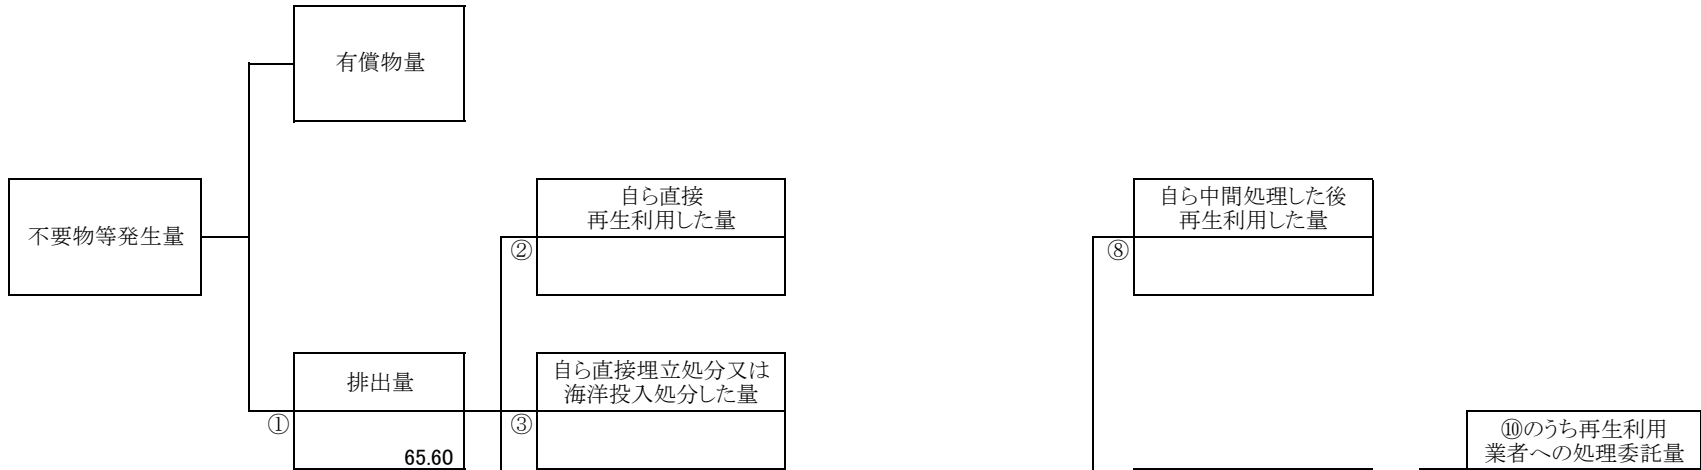 有償物量
不要物等発生量
自ら直接
再生利用した量
②
自ら中間処理した後
再生利用した量
⑧
排出量
①
65.60
自ら直接埋立処分又は
海洋投入処分した量
③
⑩のうち再生利用
業者への処理委託量